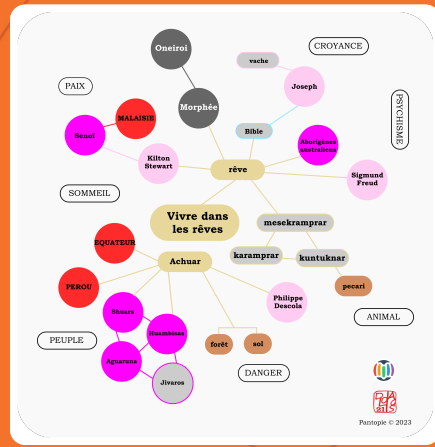 Oneiroi
CROYANCE
vache
Joseph
PAIX
Morphée
MALAISIE
PSYCHISME
Senoï
Bible
Aborigènes
australiens
Kilton
Stewart
rêve
Sigmund
Freud
SOMMEIL
Vivre dans
les rêves
mesekramprar
EQUATEUR
karamprar
kuntuknar
Achuar
PEROU
pecari
Philippe
Descola
Shuars
ANIMAL
Huambisas
PEUPLE
forêt
sol
Aguaruna
Jivaros
DANGER
Pantopie © 2023